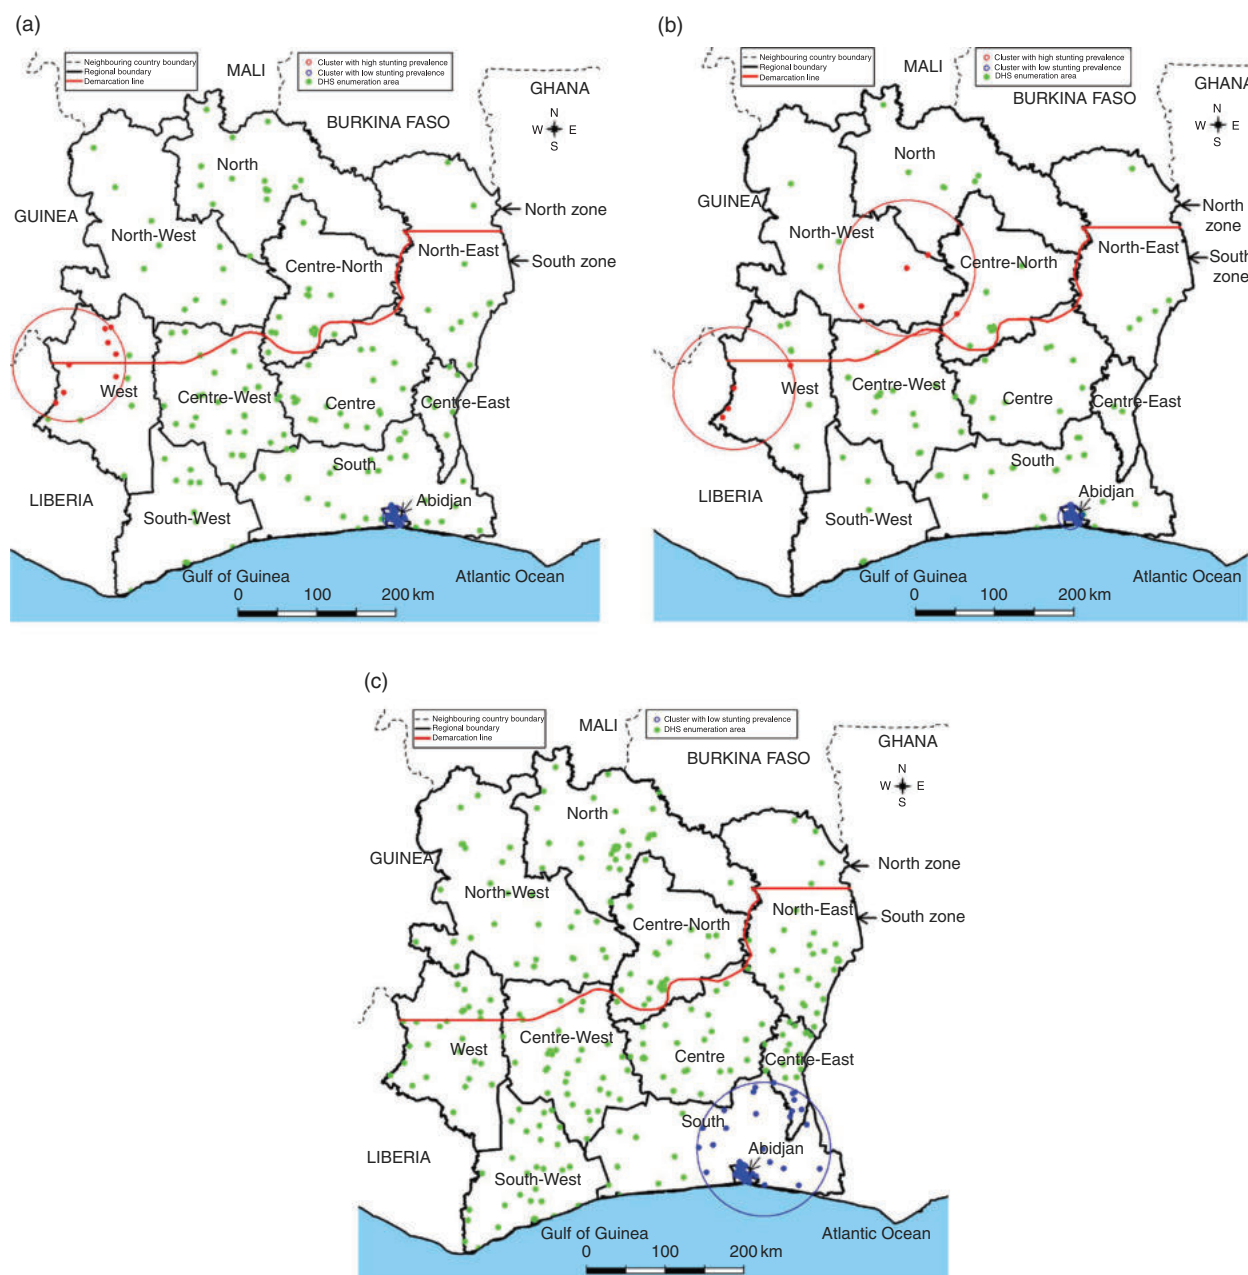 (a)
Neighbouring country boundary
Regional boundary
Demarcation line
MALI
Cluster with high stunting prevalence
Cluster with low stunting prevalence
DHS enumeration area
GHANA
BURKINA FASO
N
W E
S
North
GUINEA
North zone
North-West
North-East
Centre-North
South zone
West
Centre-West
Centre
Centre-East
South
LIBERIA
Abidjan
South-West
Gulf of Guinea
Atlantic Ocean
0 100 200 km
(b)
Neighbouring country boundary
Regional boundary
Demarcation line
MALI
Cluster with high stunting prevalence
Cluster with low stunting prevalence
DHS enumeration area
GHANA
BURKINA FASO
N
W E
S
North
GUINEA
North
zone
North-West
North-East
Centre-North
South
zone
West
Centre-West
Centre
Centre-East
South
LIBERIA
Abidjan
South-West
Gulf of Guinea
Atlantic Ocean
0 100 200 km
(c)
Neighbouring country boundary
Regional boundary
Demarcation line
MALI
Cluster with low stunting prevalence
DHS enumeration area
GHANA
BURKINA FASO
N
W E
S
North
GUINEA
North zone
North-West
North-East
Centre-North
South zone
Centre-West
West
Centre
Centre-East
South
Abidjan
LIBERIA
South-West
Gulf of Guinea
Atlantic Ocean
0 100 200 km